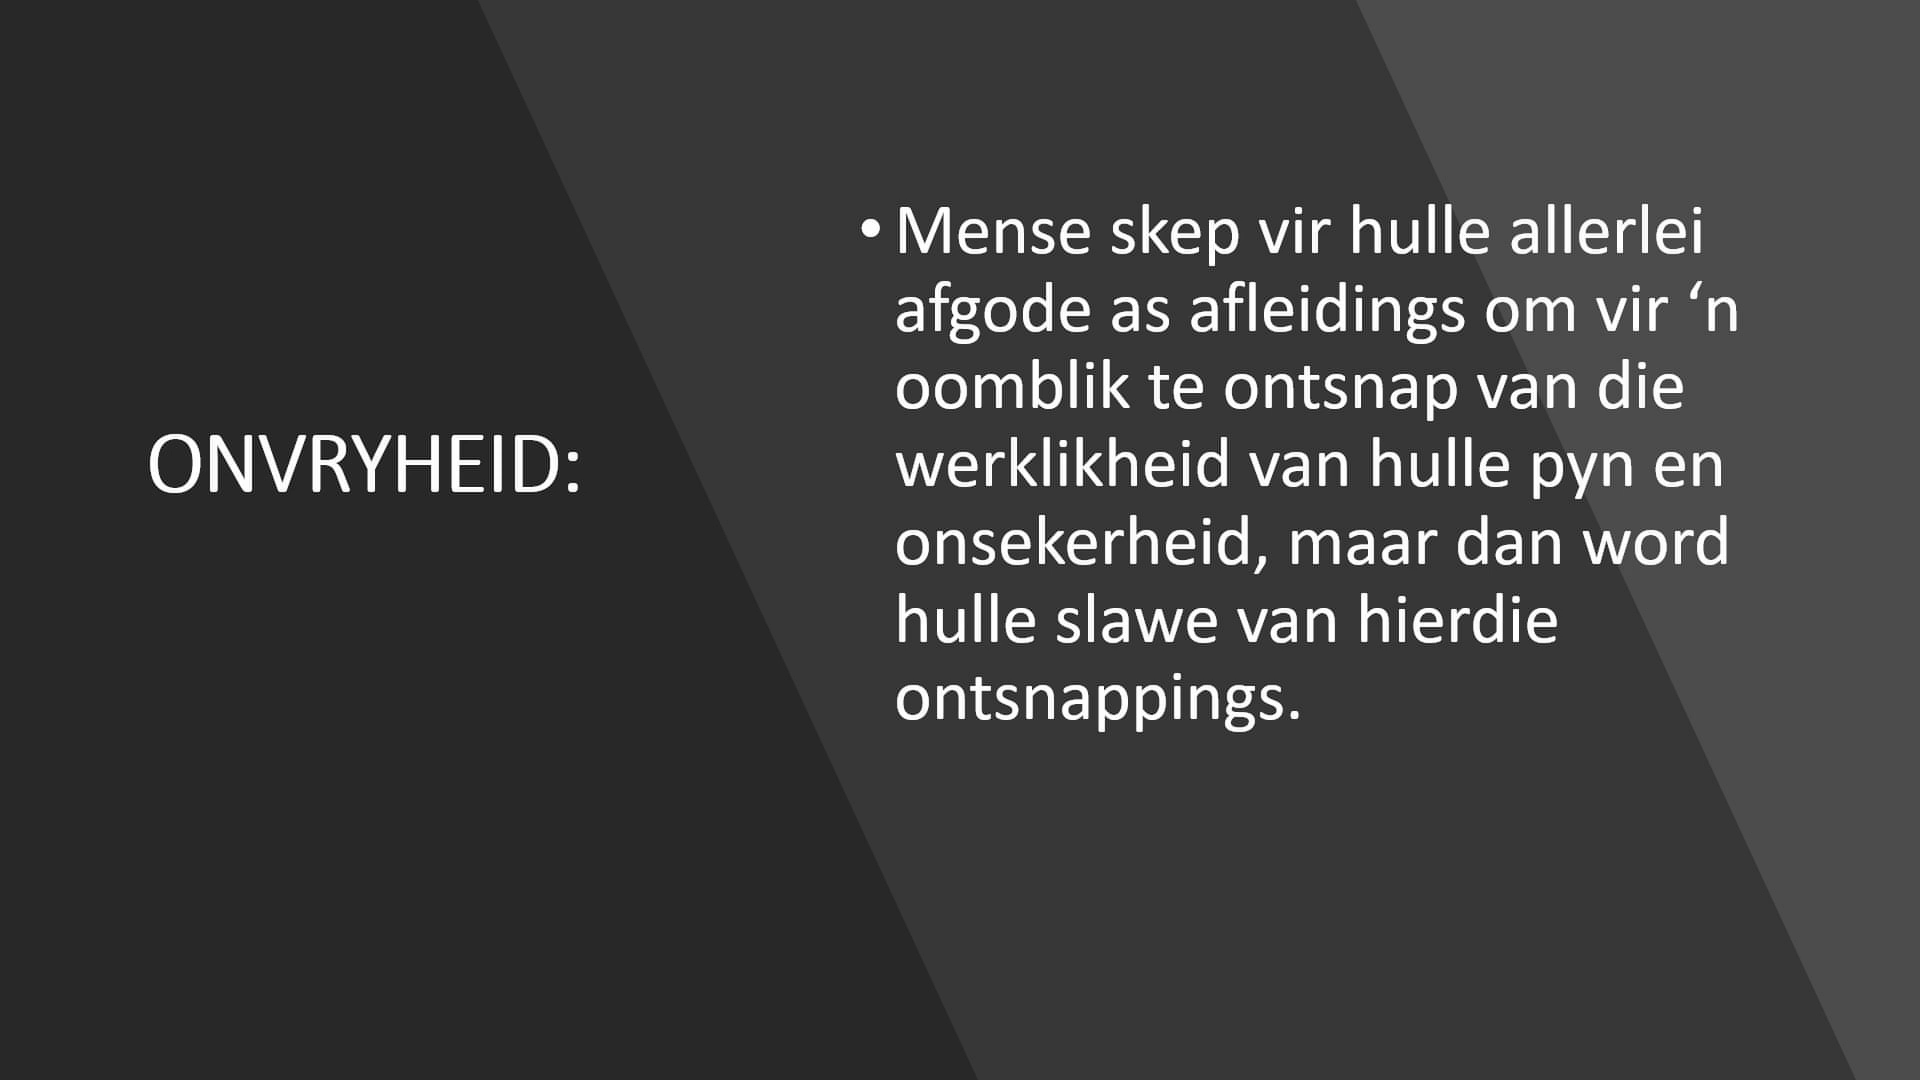 ONVRYHEID:
• Mense skep vir hulle allerlei
afgode as afleidings om vir ‘n
oomblik te ontsnap van die
werklikheid van hulle pyn en
onsekerheid, maar dan word
hulle slawe van hierdie
ontsnappings.